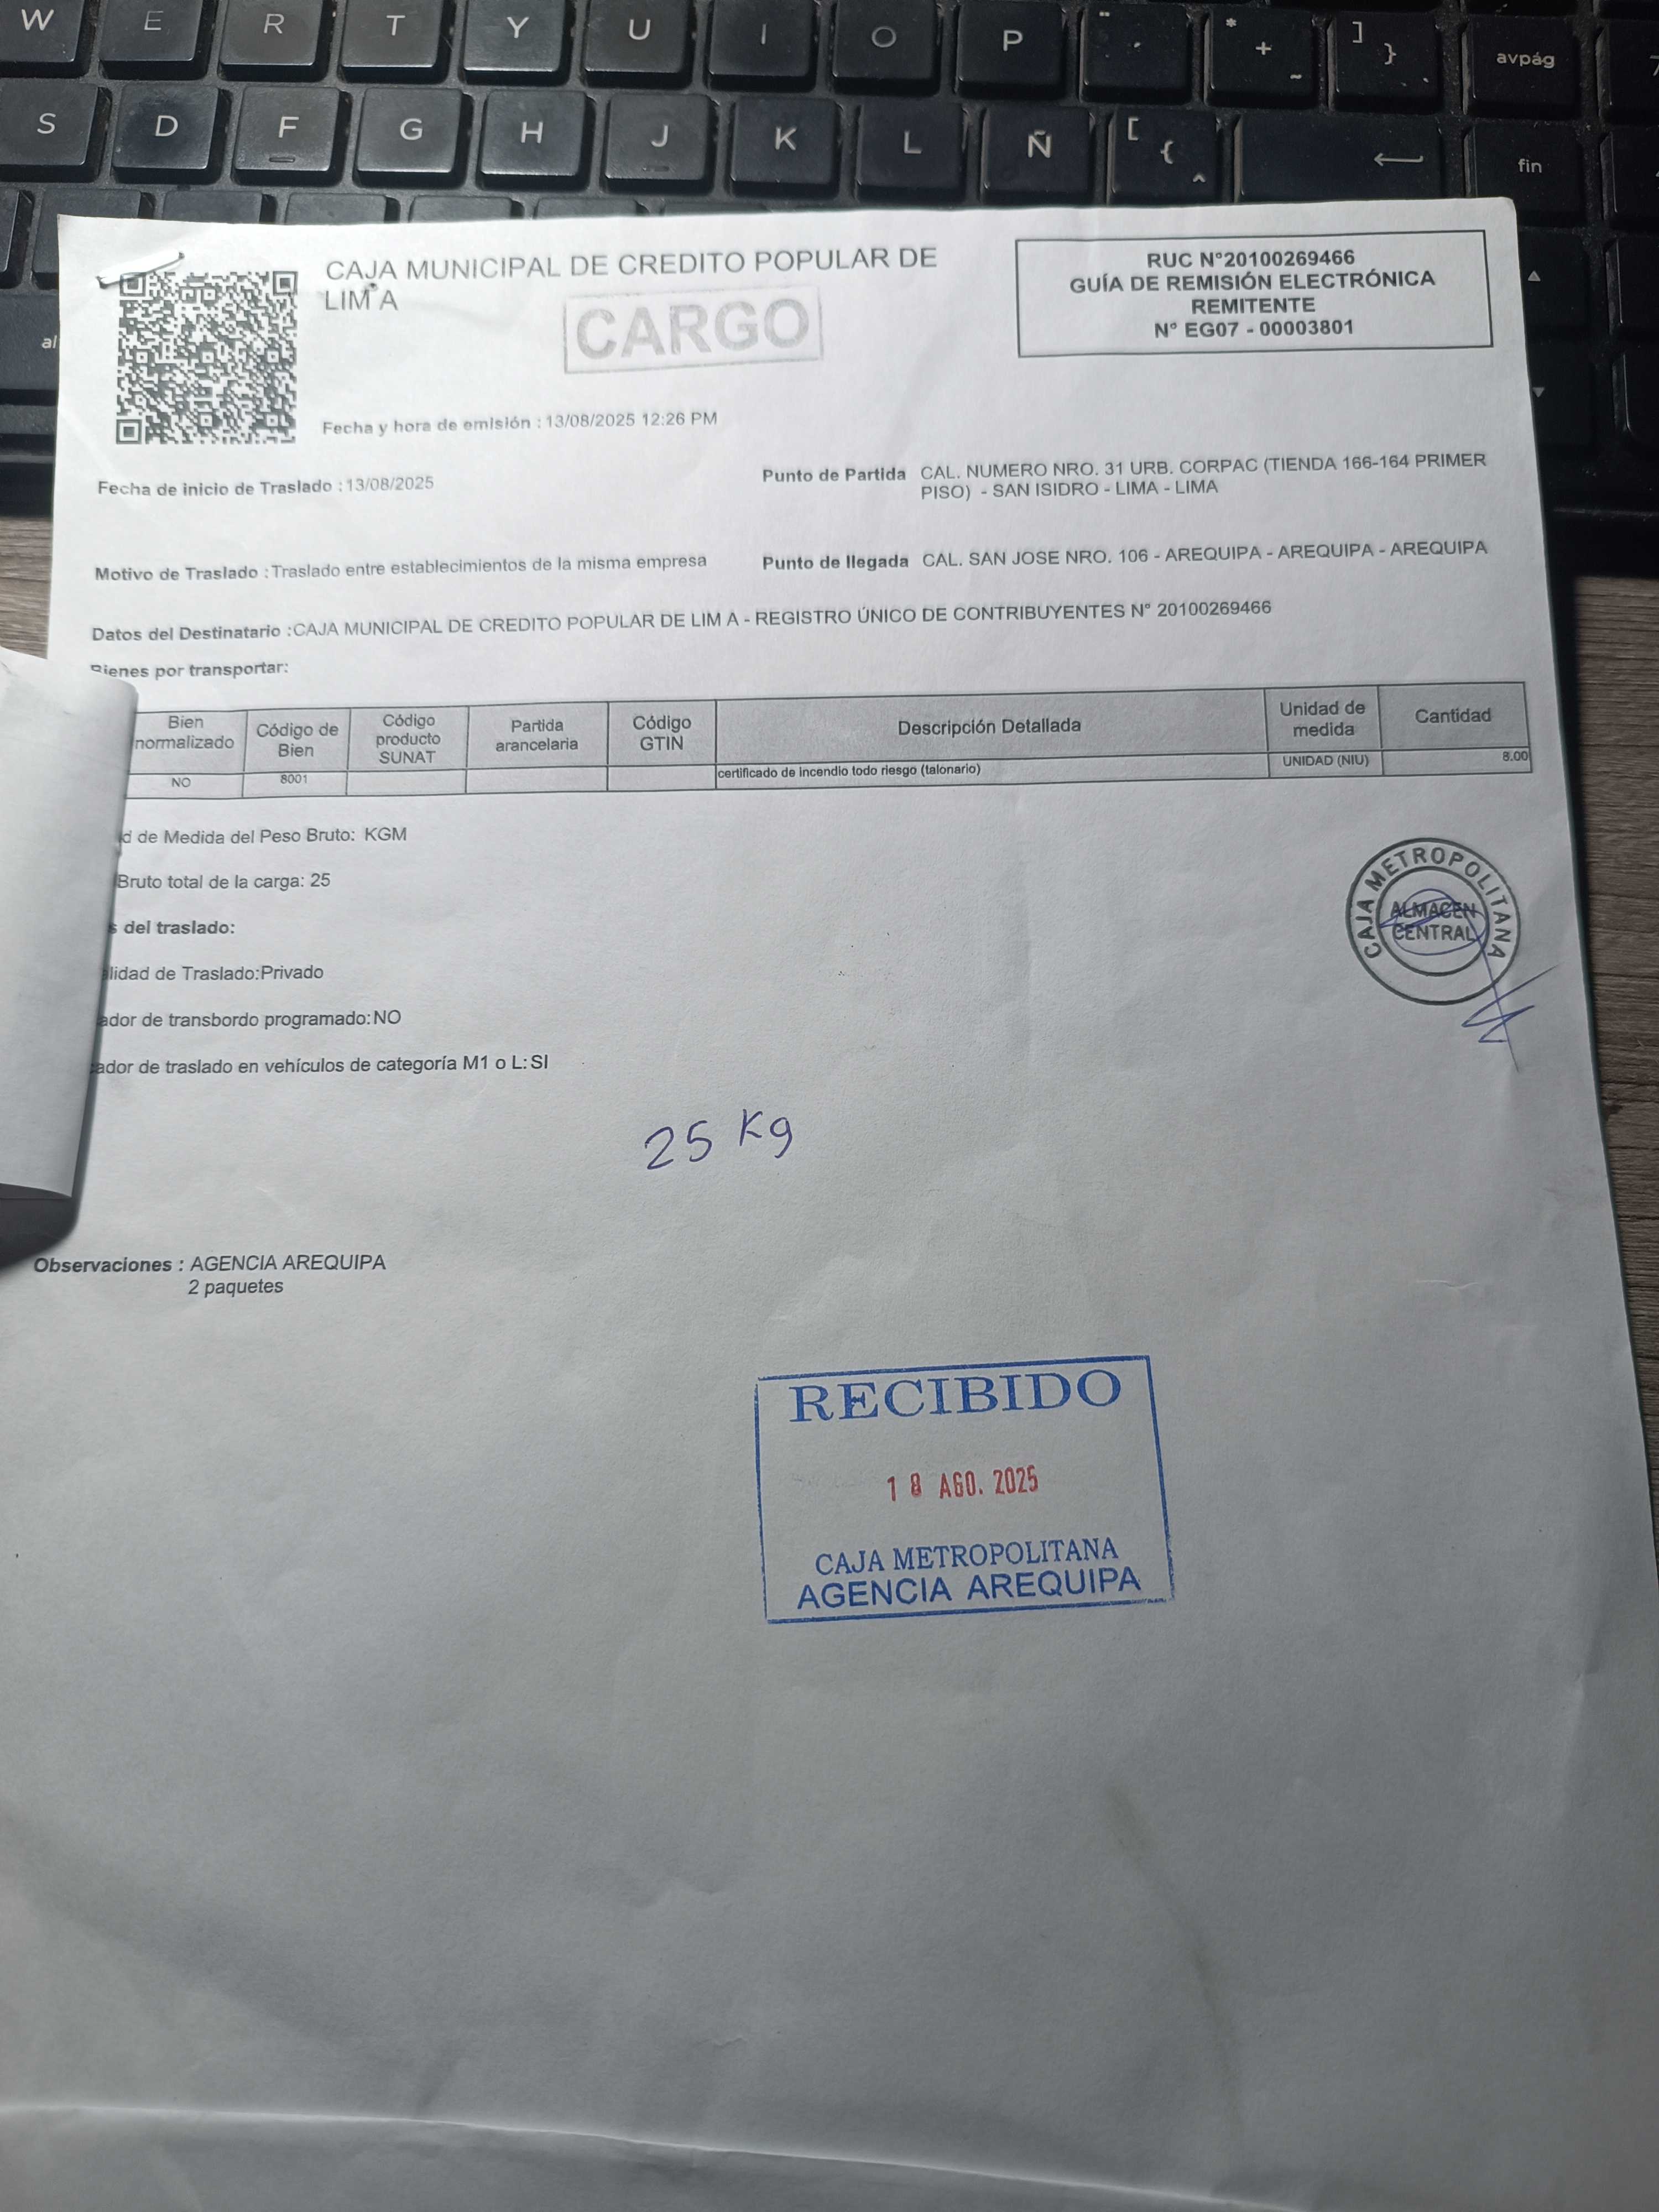 W E R T Y U I O P ¨ . * + ~ ] } ` avpág
S D F G H J K L Ñ [ { ^ fin
CAJA MUNICIPAL DE CREDITO POPULAR DE
LIM A
CARGO
RUC N°20100269466
GUÍA DE REMISIÓN ELECTRÓNICA
REMITENTE
N° EG07 - 00003801
Fecha y hora de emisión : 13/08/2025 12:26 PM
Fecha de inicio de Traslado : 13/08/2025
Punto de Partida CAL. NUMERO NRO. 31 URB. CORPAC (TIENDA 166-164 PRIMER
PISO) - SAN ISIDRO - LIMA - LIMA
Motivo de Traslado : Traslado entre establecimientos de la misma empresa
Punto de llegada CAL. SAN JOSE NRO. 106 - AREQUIPA - AREQUIPA - AREQUIPA
Datos del Destinatario : CAJA MUNICIPAL DE CREDITO POPULAR DE LIM A - REGISTRO ÚNICO DE CONTRIBUYENTES N° 20100269466
Bienes por transportar:
Bien normalizado Código de Bien Código producto SUNAT Partida arancelaria Código GTIN Descripción Detallada Unidad de medida Cantidad
NO 8001 certificado de incendio todo riesgo (talonario) UNIDAD (NIU) 8.00
d de Medida del Peso Bruto: KGM
Bruto total de la carga: 25
s del traslado:
lidad de Traslado: Privado
ador de transbordo programado: NO
ador de traslado en vehículos de categoría M1 o L: SI
CAJA METROPOLITANA
ALMACEN
CENTRAL
25 Kg
Observaciones : AGENCIA AREQUIPA
2 paquetes
RECIBIDO
18 AGO. 2025
CAJA METROPOLITANA
AGENCIA AREQUIPA